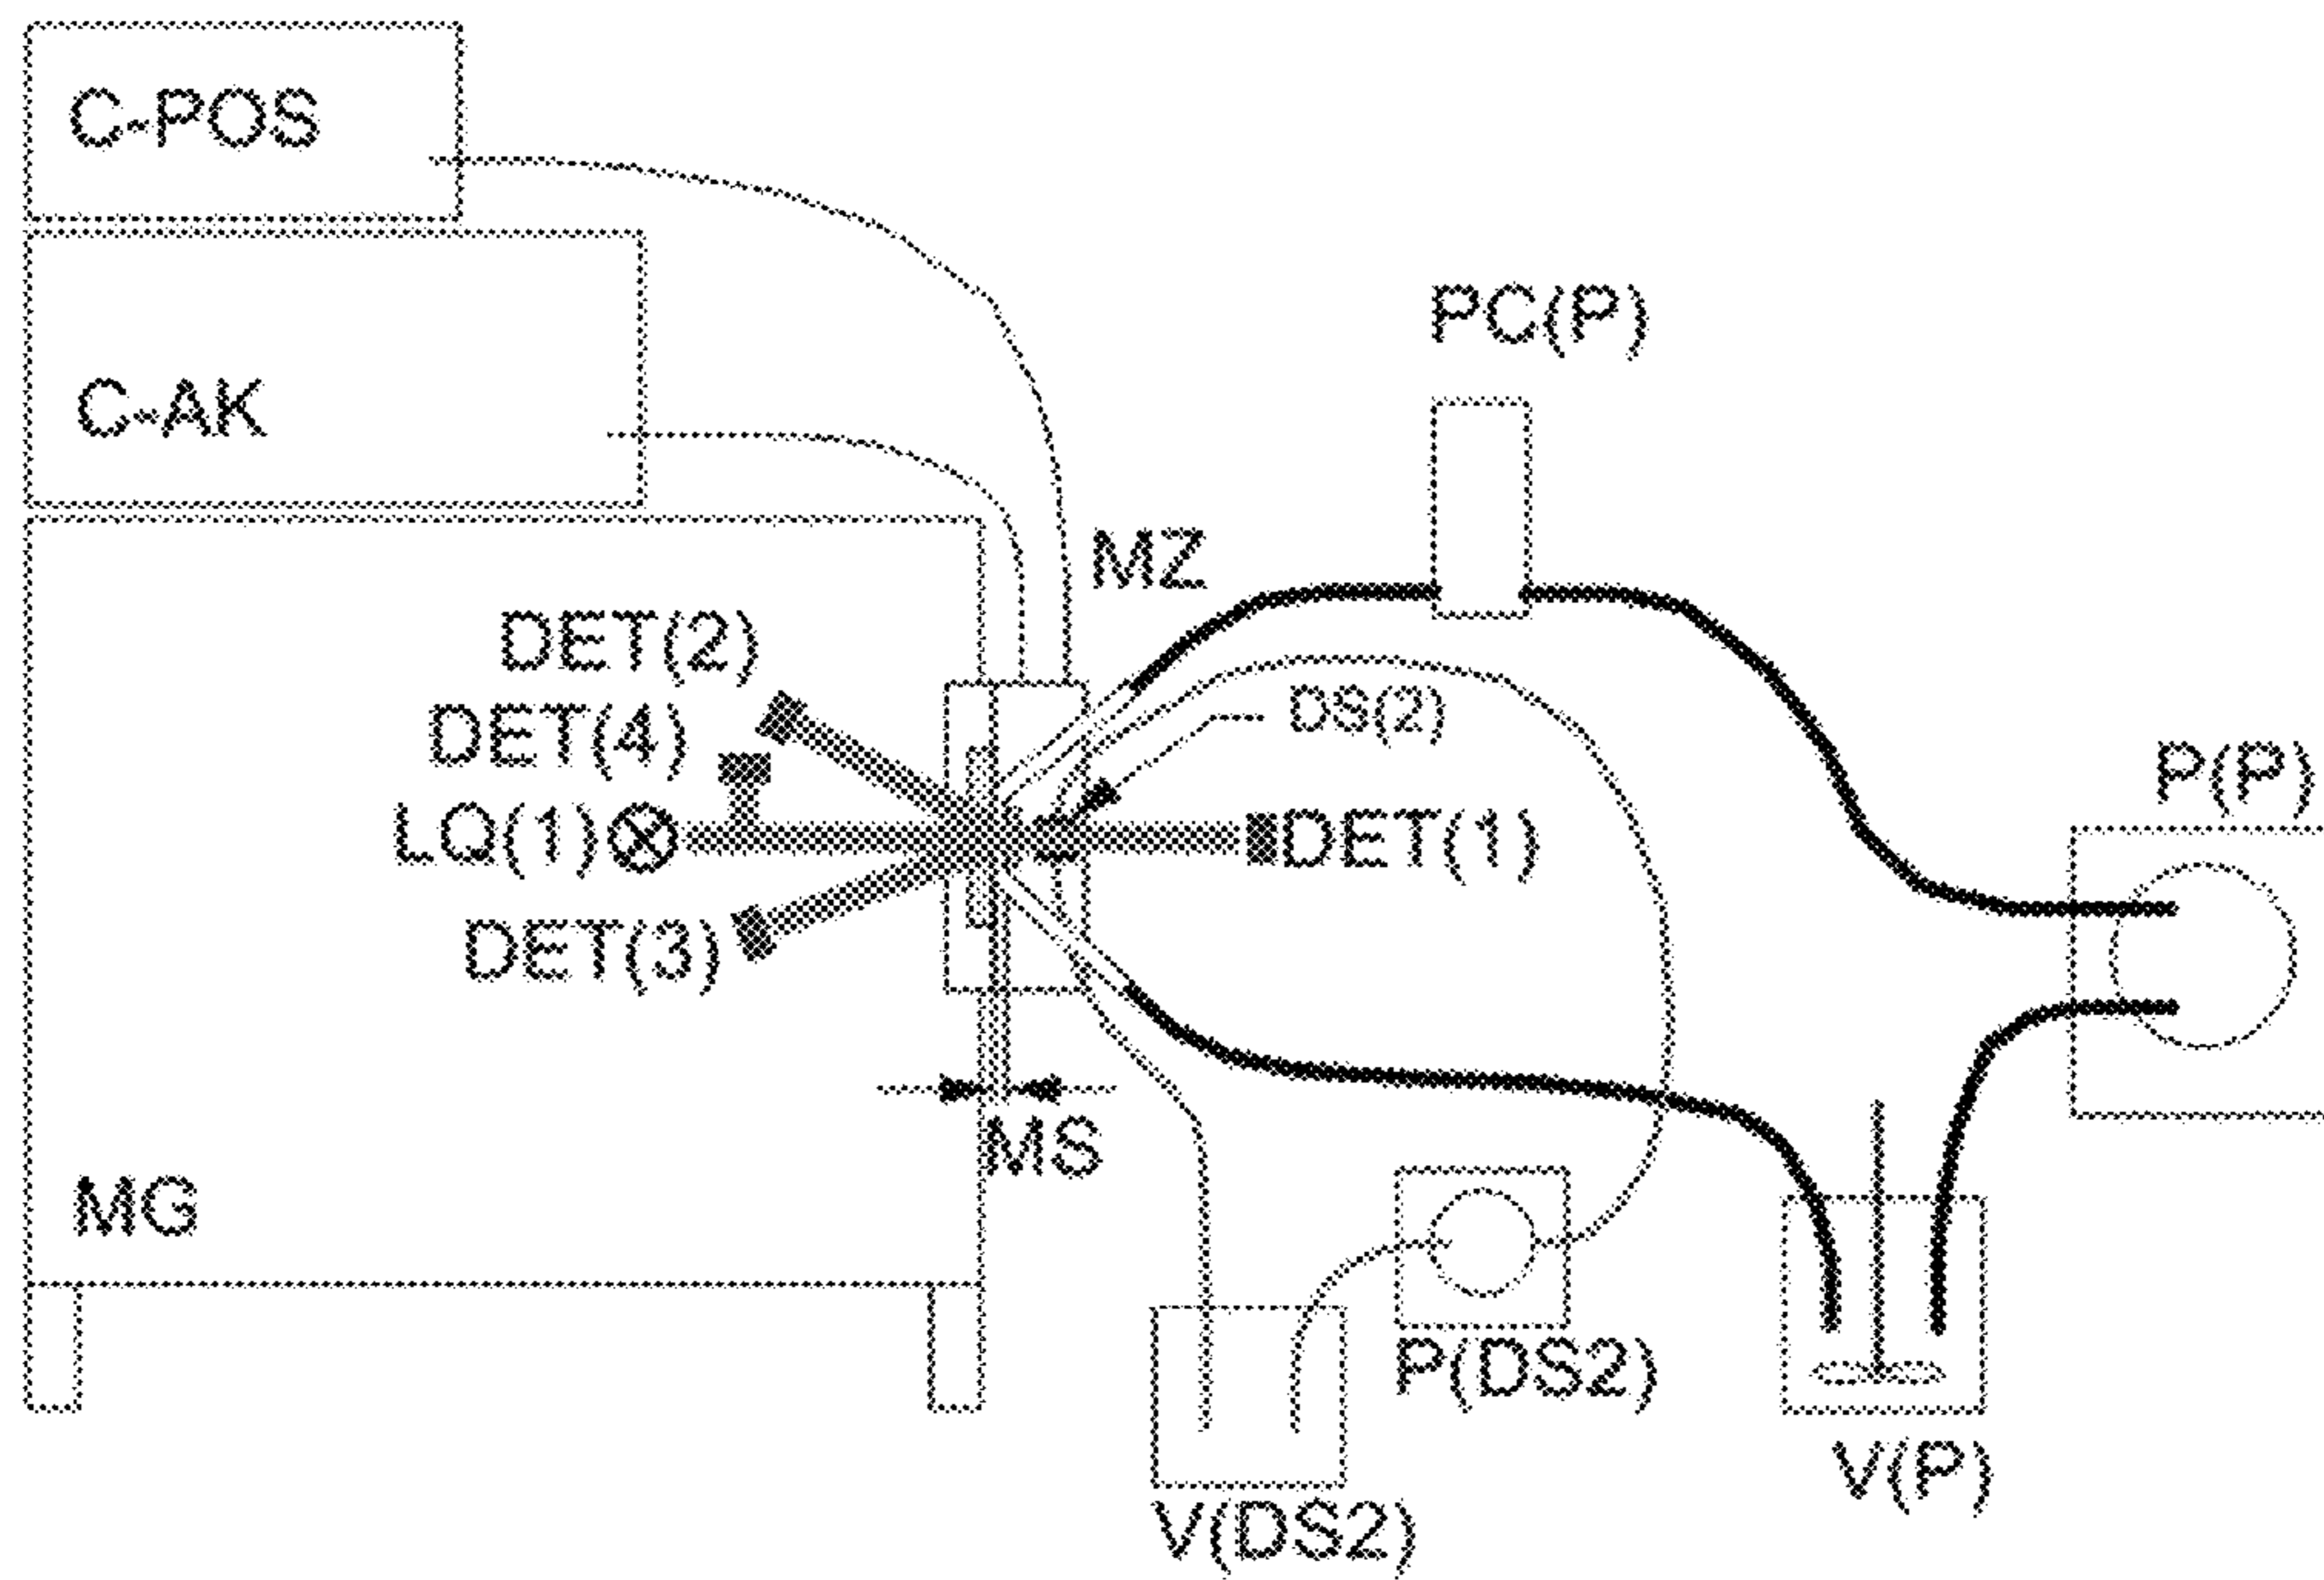 C-POS
C-AK
PC(P)
MZ
DET(2)
DS(2)
DET(4)
P(P)
LQ(1)
DET(1)
DET(3)
MS
MG
P(DS2)
V(P)
V(DS2)